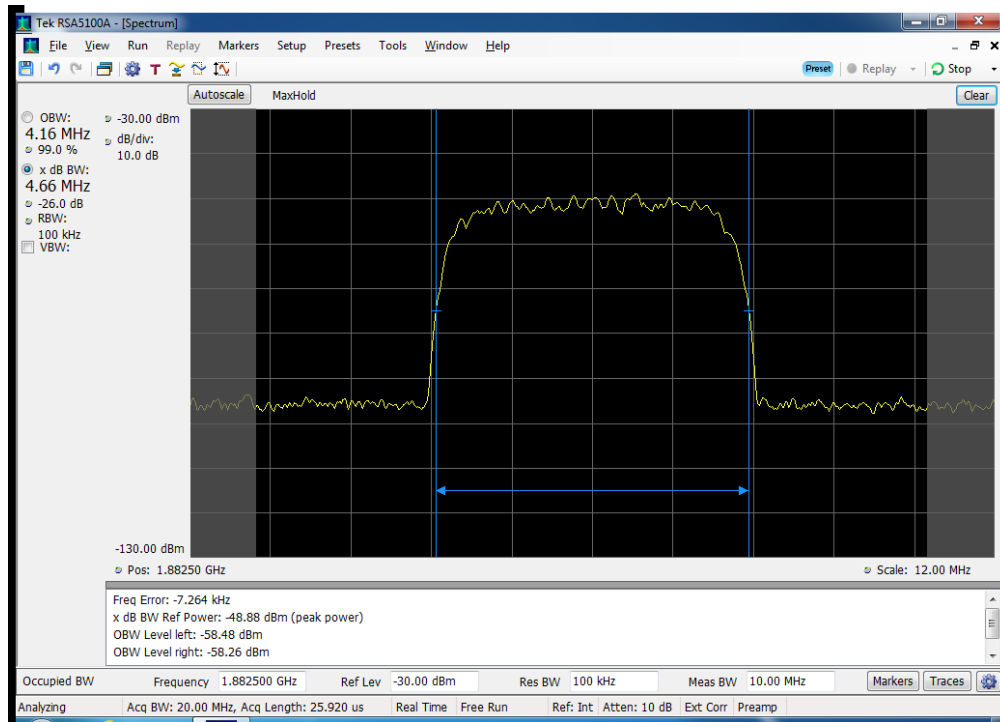 Tek RSA5100A - [Spectrum]
File View Run Replay Markers Setup Presets Tools Window Help
T Preset Replay Stop
Autoscale MaxHold Clear
OBW:
4.16 MHz
99.0 %
x dB BW:
4.66 MHz
-26.0 dB
RBW:
100 kHz
VBW:
-30.00 dBm
dB/div:
10.0 dB
-130.00 dBm
Pos: 1.88250 GHz Scale: 12.00 MHz
Freq Error: -7.264 kHz
x dB BW Ref Power: -48.88 dBm (peak power)
OBW Level left: -58.48 dBm
OBW Level right: -58.26 dBm
Occupied BW Frequency 1.882500 GHz Ref Lev -30.00 dBm Res BW 100 kHz Meas BW 10.00 MHz Markers Traces
Analyzing Acq BW: 20.00 MHz, Acq Length: 25.920 us Real Time Free Run Ref: Int Atten: 10 dB Ext Corr Preamp